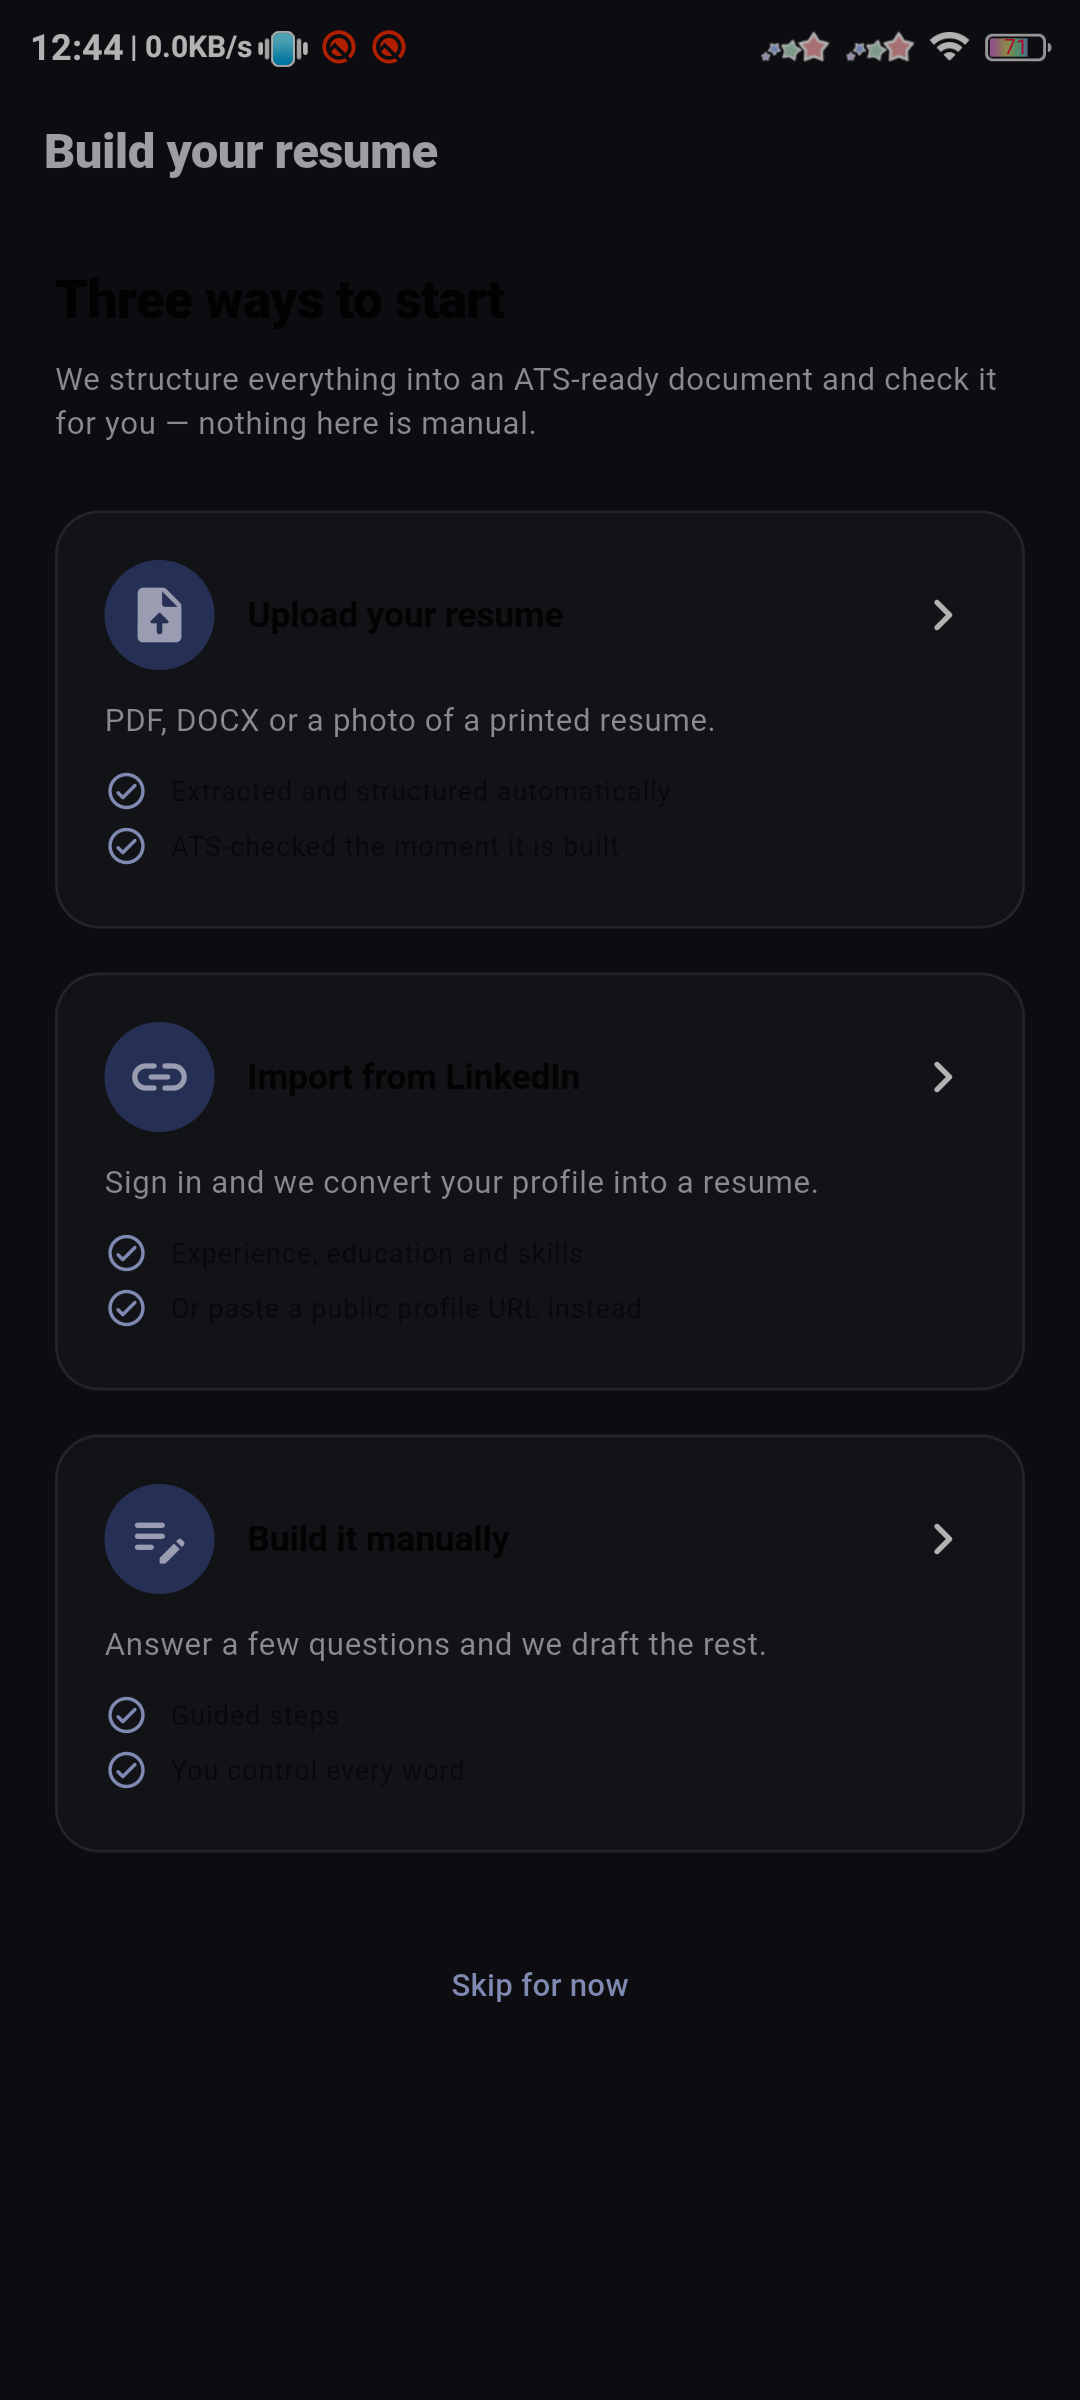 12:44 | 0.0KB/s
71
Build your resume
Three ways to start
We structure everything into an ATS-ready document and check it
for you — nothing here is manual.
Upload your resume
PDF, DOCX or a photo of a printed resume.
Extracted and structured automatically
ATS-checked the moment it is built
Import from LinkedIn
Sign in and we convert your profile into a resume.
Experience, education and skills
Or paste a public profile URL instead
Build it manually
Answer a few questions and we draft the rest.
Guided steps
You control every word
Skip for now